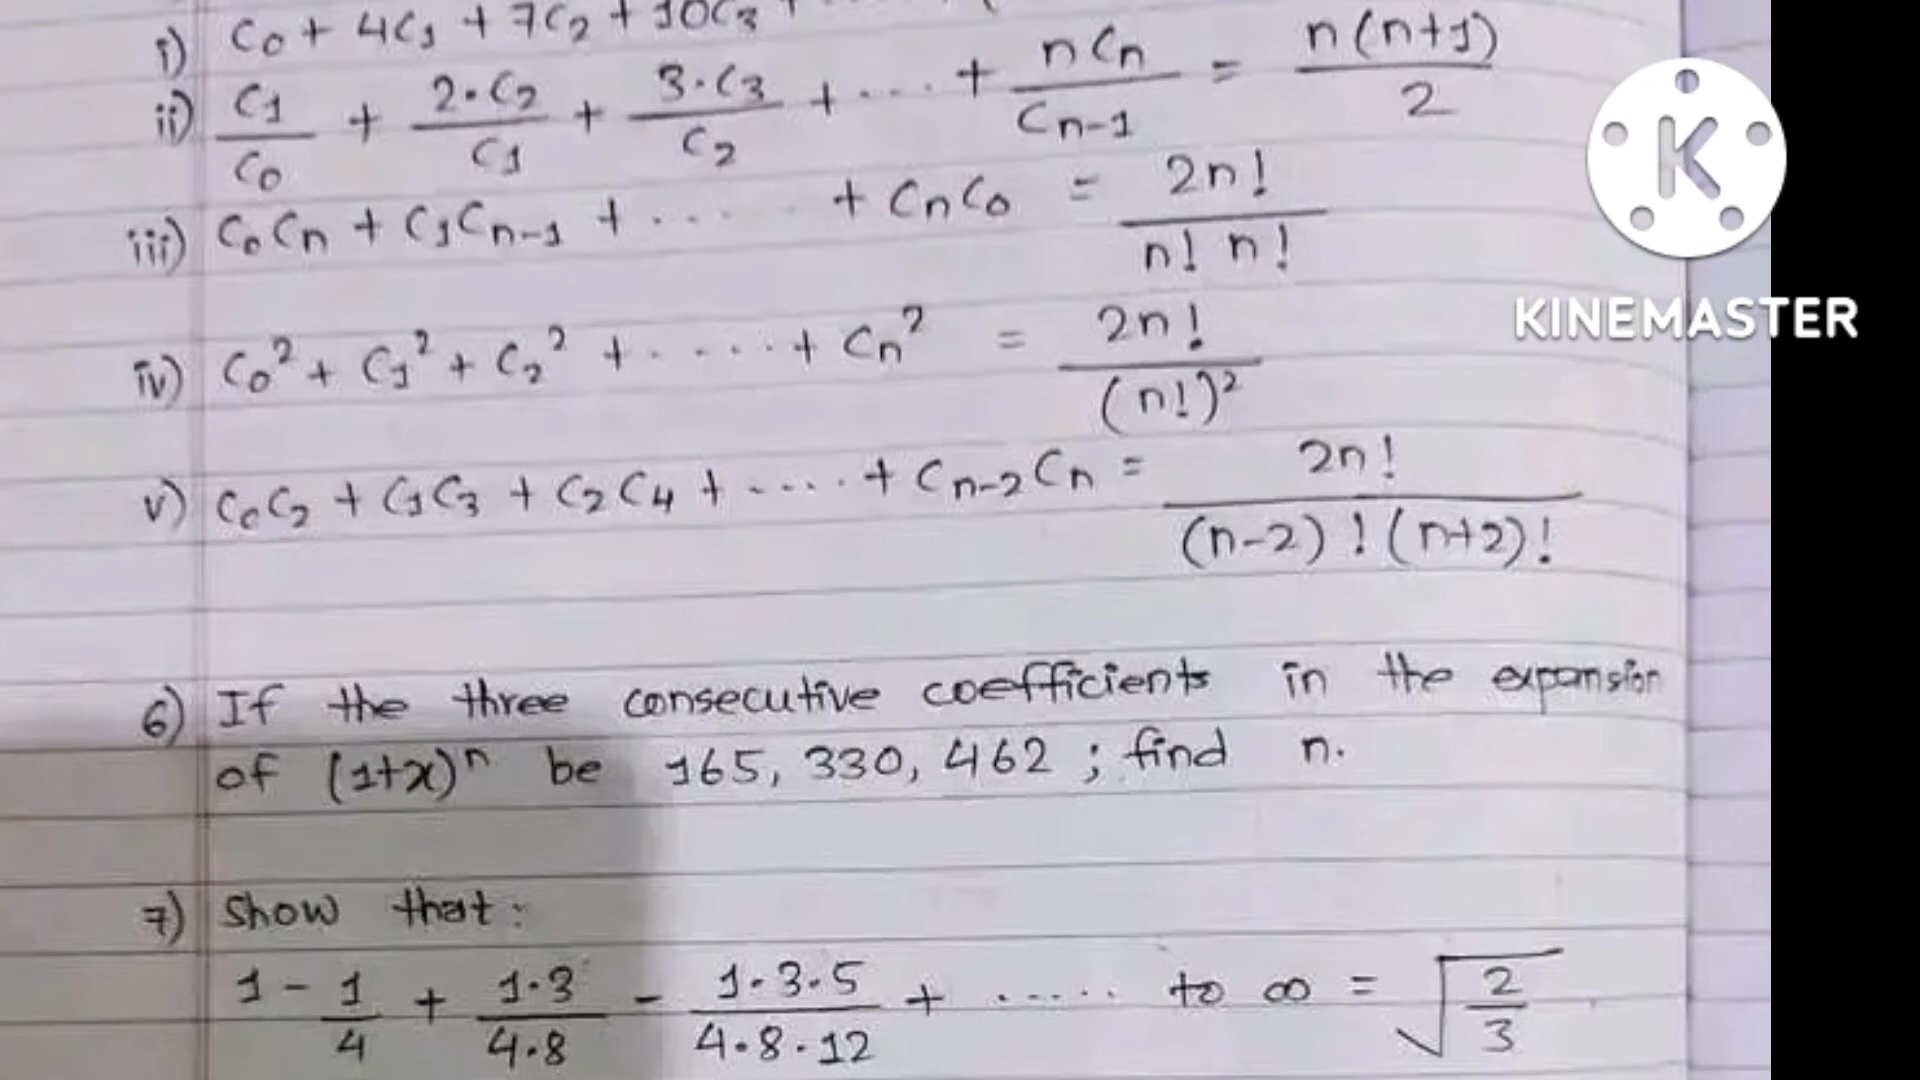 i) C₀ + 4C₁ + 7C₂ + 10C₃ +
ii) C₁/C₀ + 2·C₂/C₁ + 3·C₃/C₂ + ... + nCn/Cn-1 = n(n+1)/2
iii) C₀Cn + C₁Cn-1 + ..... + CnC₀ = 2n!/n! n!
iv) C₀² + C₁² + C₂² + ..... + Cn² = 2n!/(n!)²
v) C₀C₂ + C₁C₃ + C₂C₄ + ..... + Cn-2Cn = 2n!/(n-2)!(n+2)!
6) If the three consecutive coefficients in the expansion
of (1+x)ⁿ be 165, 330, 462 ; find n.
7) Show that:
1 - 1/4 + 1·3/4·8 - 1·3·5/4·8·12 + ..... to ∞ = √2/3
KINEMASTER